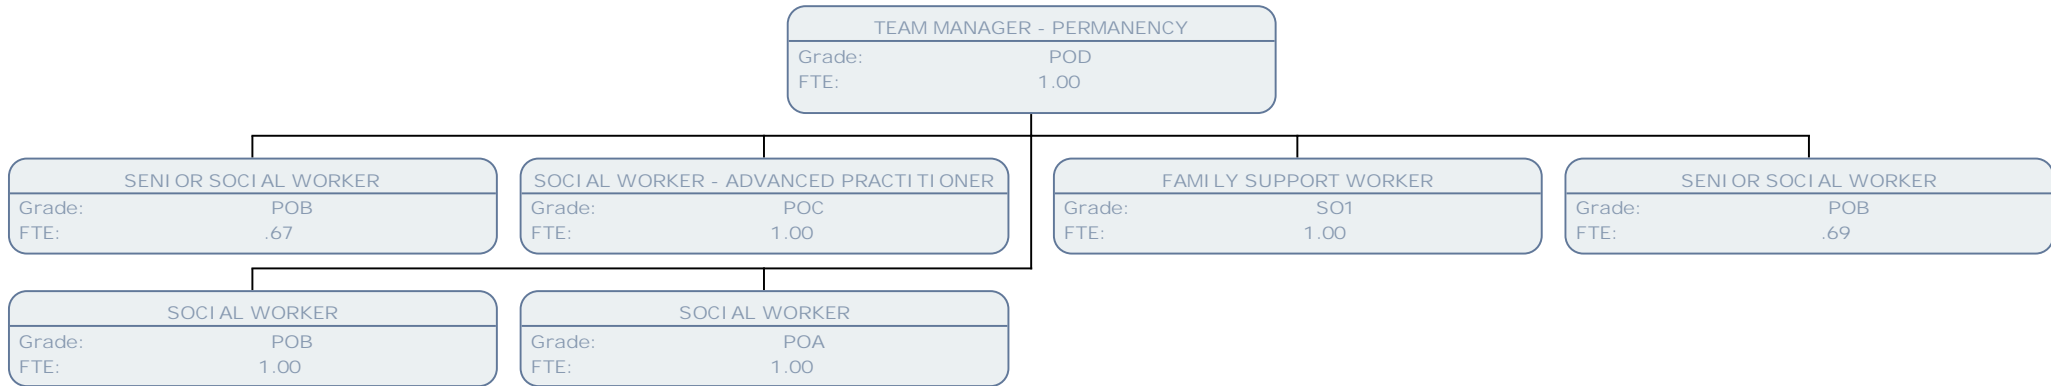 TEAM MANAGER - PERMANENCY
Grade: POD
FTE: 1.00
SENIOR SOCIAL WORKER
Grade: POB
FTE: .67
SOCIAL WORKER - ADVANCED PRACTITIONER
Grade: POC
FTE: 1.00
FAMILY SUPPORT WORKER
Grade: SO1
FTE: 1.00
SENIOR SOCIAL WORKER
Grade: POB
FTE: .69
SOCIAL WORKER
Grade: POB
FTE: 1.00
SOCIAL WORKER
Grade: POA
FTE: 1.00